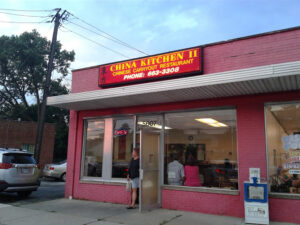 CHINA KITCHEN II
CHINESE CARRYOUT RESTAURANT
PHONE: 663-3308
OPEN